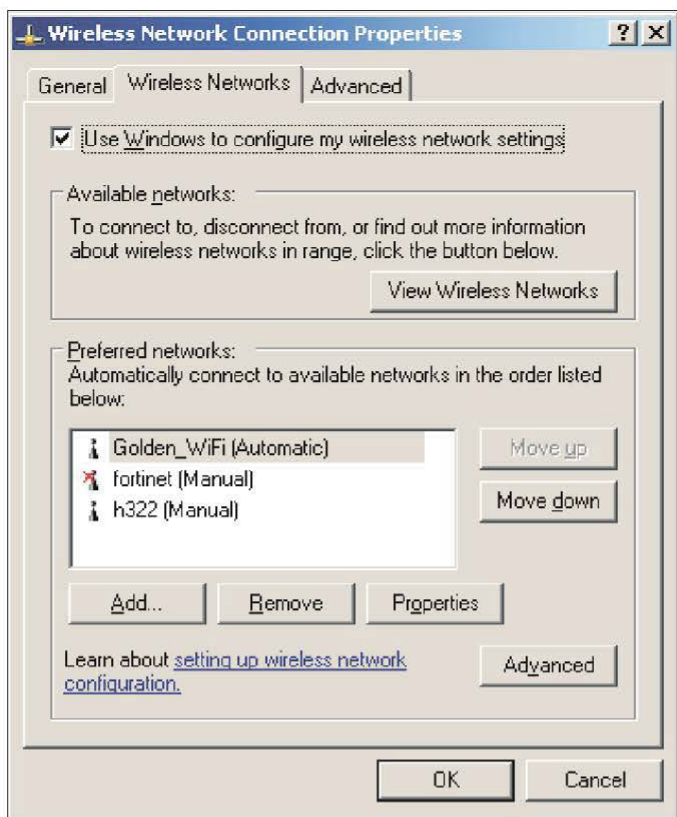 Wireless Network Connection Properties
? X
General Wireless Networks Advanced
Use Windows to configure my wireless network settings
Available networks:
To connect to, disconnect from, or find out more information
about wireless networks in range, click the button below.
View Wireless Networks
Preferred networks:
Automatically connect to available networks in the order listed
below:
Golden_WiFi (Automatic)
Move up
fortinet (Manual)
Move down
h322 (Manual)
Add... Remove Properties
Learn about setting up wireless network
configuration.
Advanced
OK Cancel